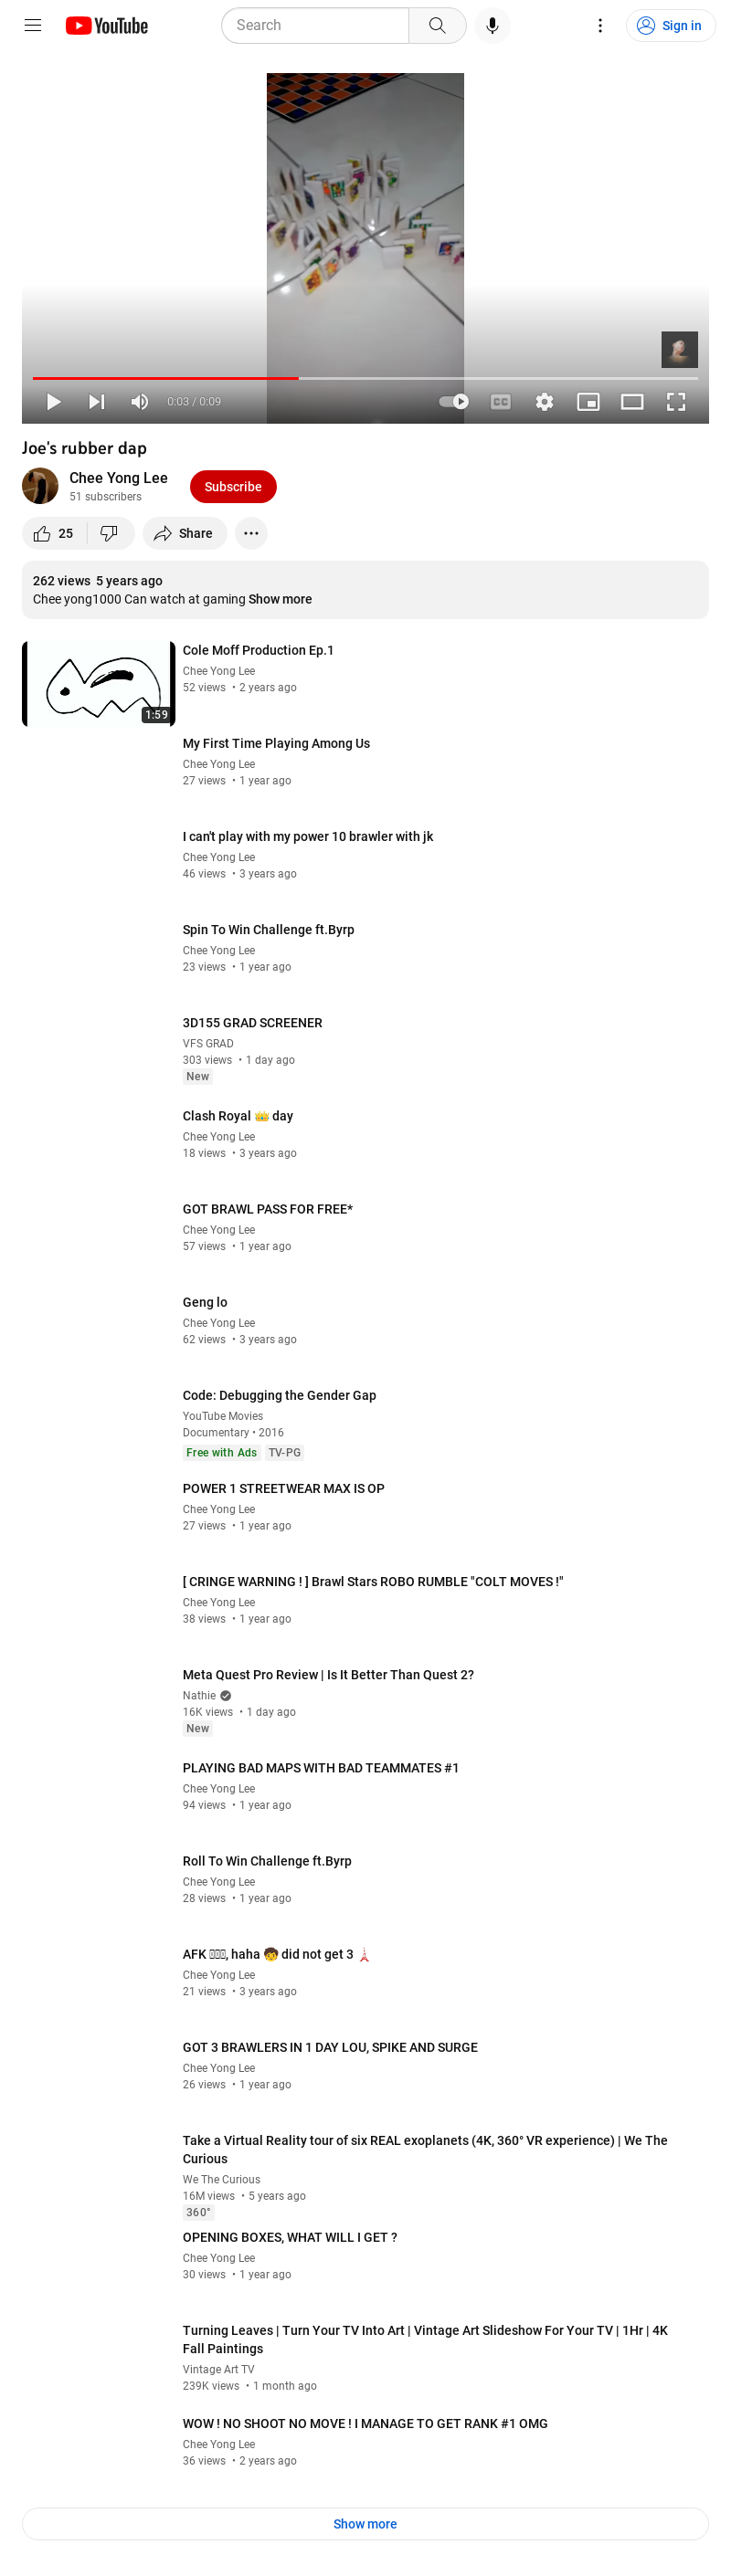 YouTube
Search
Sign in
0:03 / 0:09
CC
Joe's rubber dap
Chee Yong Lee
51 subscribers
Subscribe
25
Share
262 views 5 years ago
Chee yong1000 Can watch at gaming Show more
1:59
Cole Moff Production Ep.1
Chee Yong Lee
52 views • 2 years ago
My First Time Playing Among Us
Chee Yong Lee
27 views • 1 year ago
I can't play with my power 10 brawler with jk
Chee Yong Lee
46 views • 3 years ago
Spin To Win Challenge ft.Byrp
Chee Yong Lee
23 views • 1 year ago
3D155 GRAD SCREENER
VFS GRAD
303 views • 1 day ago
New
Clash Royal 👑 day
Chee Yong Lee
18 views • 3 years ago
GOT BRAWL PASS FOR FREE*
Chee Yong Lee
57 views • 1 year ago
Geng lo
Chee Yong Lee
62 views • 3 years ago
Code: Debugging the Gender Gap
YouTube Movies
Documentary • 2016
Free with Ads TV-PG
POWER 1 STREETWEAR MAX IS OP
Chee Yong Lee
27 views • 1 year ago
[ CRINGE WARNING ! ] Brawl Stars ROBO RUMBLE "COLT MOVES !"
Chee Yong Lee
38 views • 1 year ago
Meta Quest Pro Review | Is It Better Than Quest 2?
Nathie
16K views • 1 day ago
New
PLAYING BAD MAPS WITH BAD TEAMMATES #1
Chee Yong Lee
94 views • 1 year ago
Roll To Win Challenge ft.Byrp
Chee Yong Lee
28 views • 1 year ago
AFK , haha 🧒 did not get 3 🗼
Chee Yong Lee
21 views • 3 years ago
GOT 3 BRAWLERS IN 1 DAY LOU, SPIKE AND SURGE
Chee Yong Lee
26 views • 1 year ago
Take a Virtual Reality tour of six REAL exoplanets (4K, 360° VR experience) | We The
Curious
We The Curious
16M views • 5 years ago
360°
OPENING BOXES, WHAT WILL I GET ?
Chee Yong Lee
30 views • 1 year ago
Turning Leaves | Turn Your TV Into Art | Vintage Art Slideshow For Your TV | 1Hr | 4K
Fall Paintings
Vintage Art TV
239K views • 1 month ago
WOW ! NO SHOOT NO MOVE ! I MANAGE TO GET RANK #1 OMG
Chee Yong Lee
36 views • 2 years ago
Show more